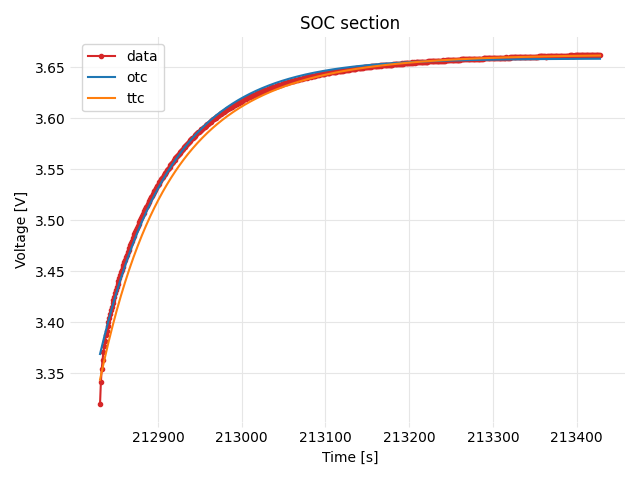 SOC section
data
otc
ttc
3.65
3.60
3.55
3.50
3.45
3.40
3.35
Voltage [V]
212900 213000 213100 213200 213300 213400
Time [s]